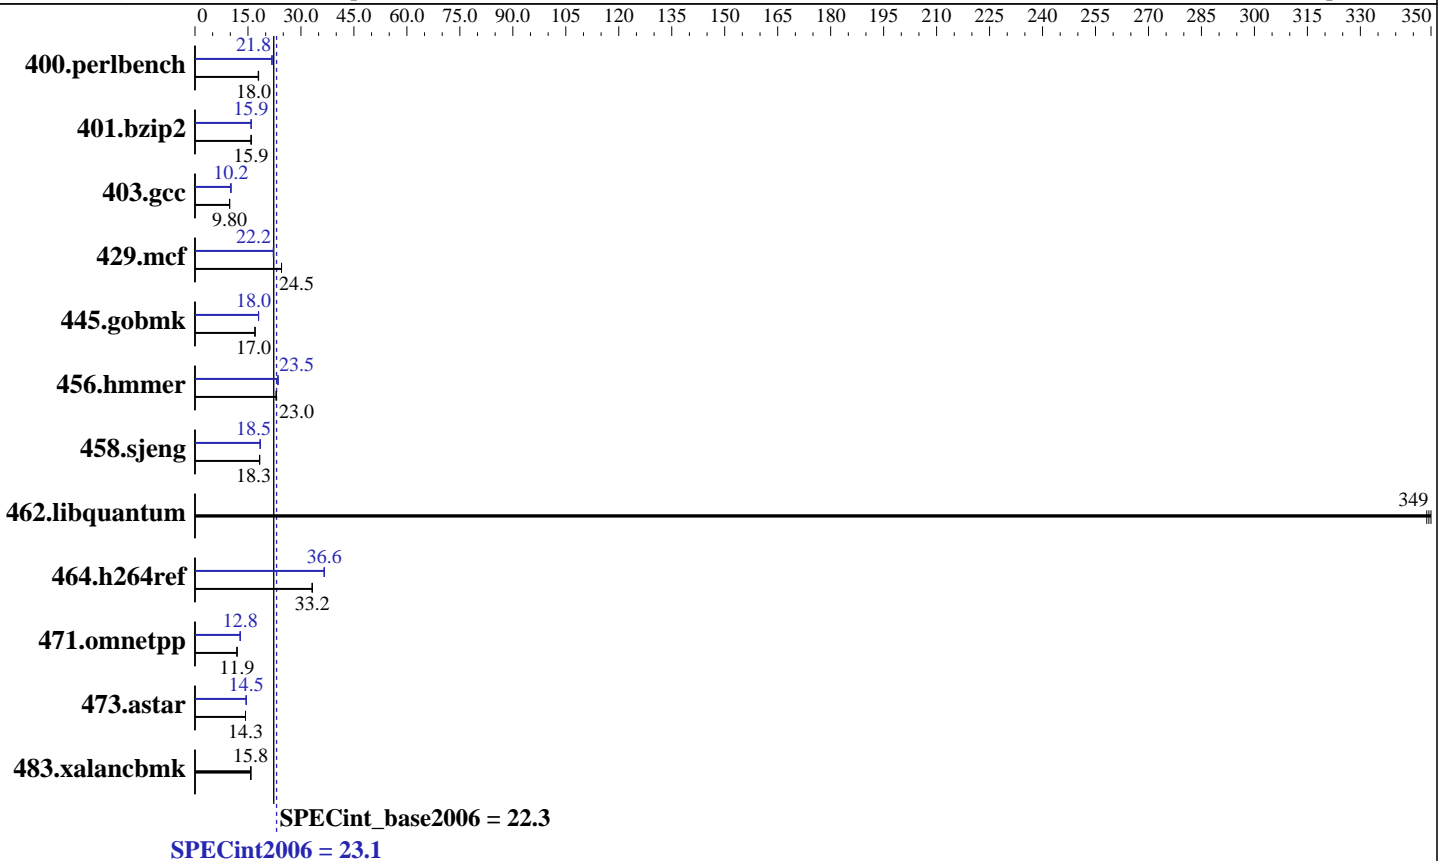 0 15.0 30.0 45.0 60.0 75.0 90.0 105 120 135 150 165 180 195 210 225 240 255 270 285 300 315 330 350
21.8
400.perlbench
18.0
15.9
401.bzip2
15.9
10.2
403.gcc
9.80
22.2
429.mcf
24.5
18.0
445.gobmk
17.0
23.5
456.hmmer
23.0
18.5
458.sjeng
18.3
349
462.libquantum
36.6
464.h264ref
33.2
12.8
471.omnetpp
11.9
14.5
473.astar
14.3
15.8
483.xalancbmk
SPECint_base2006 = 22.3
SPECint2006 = 23.1